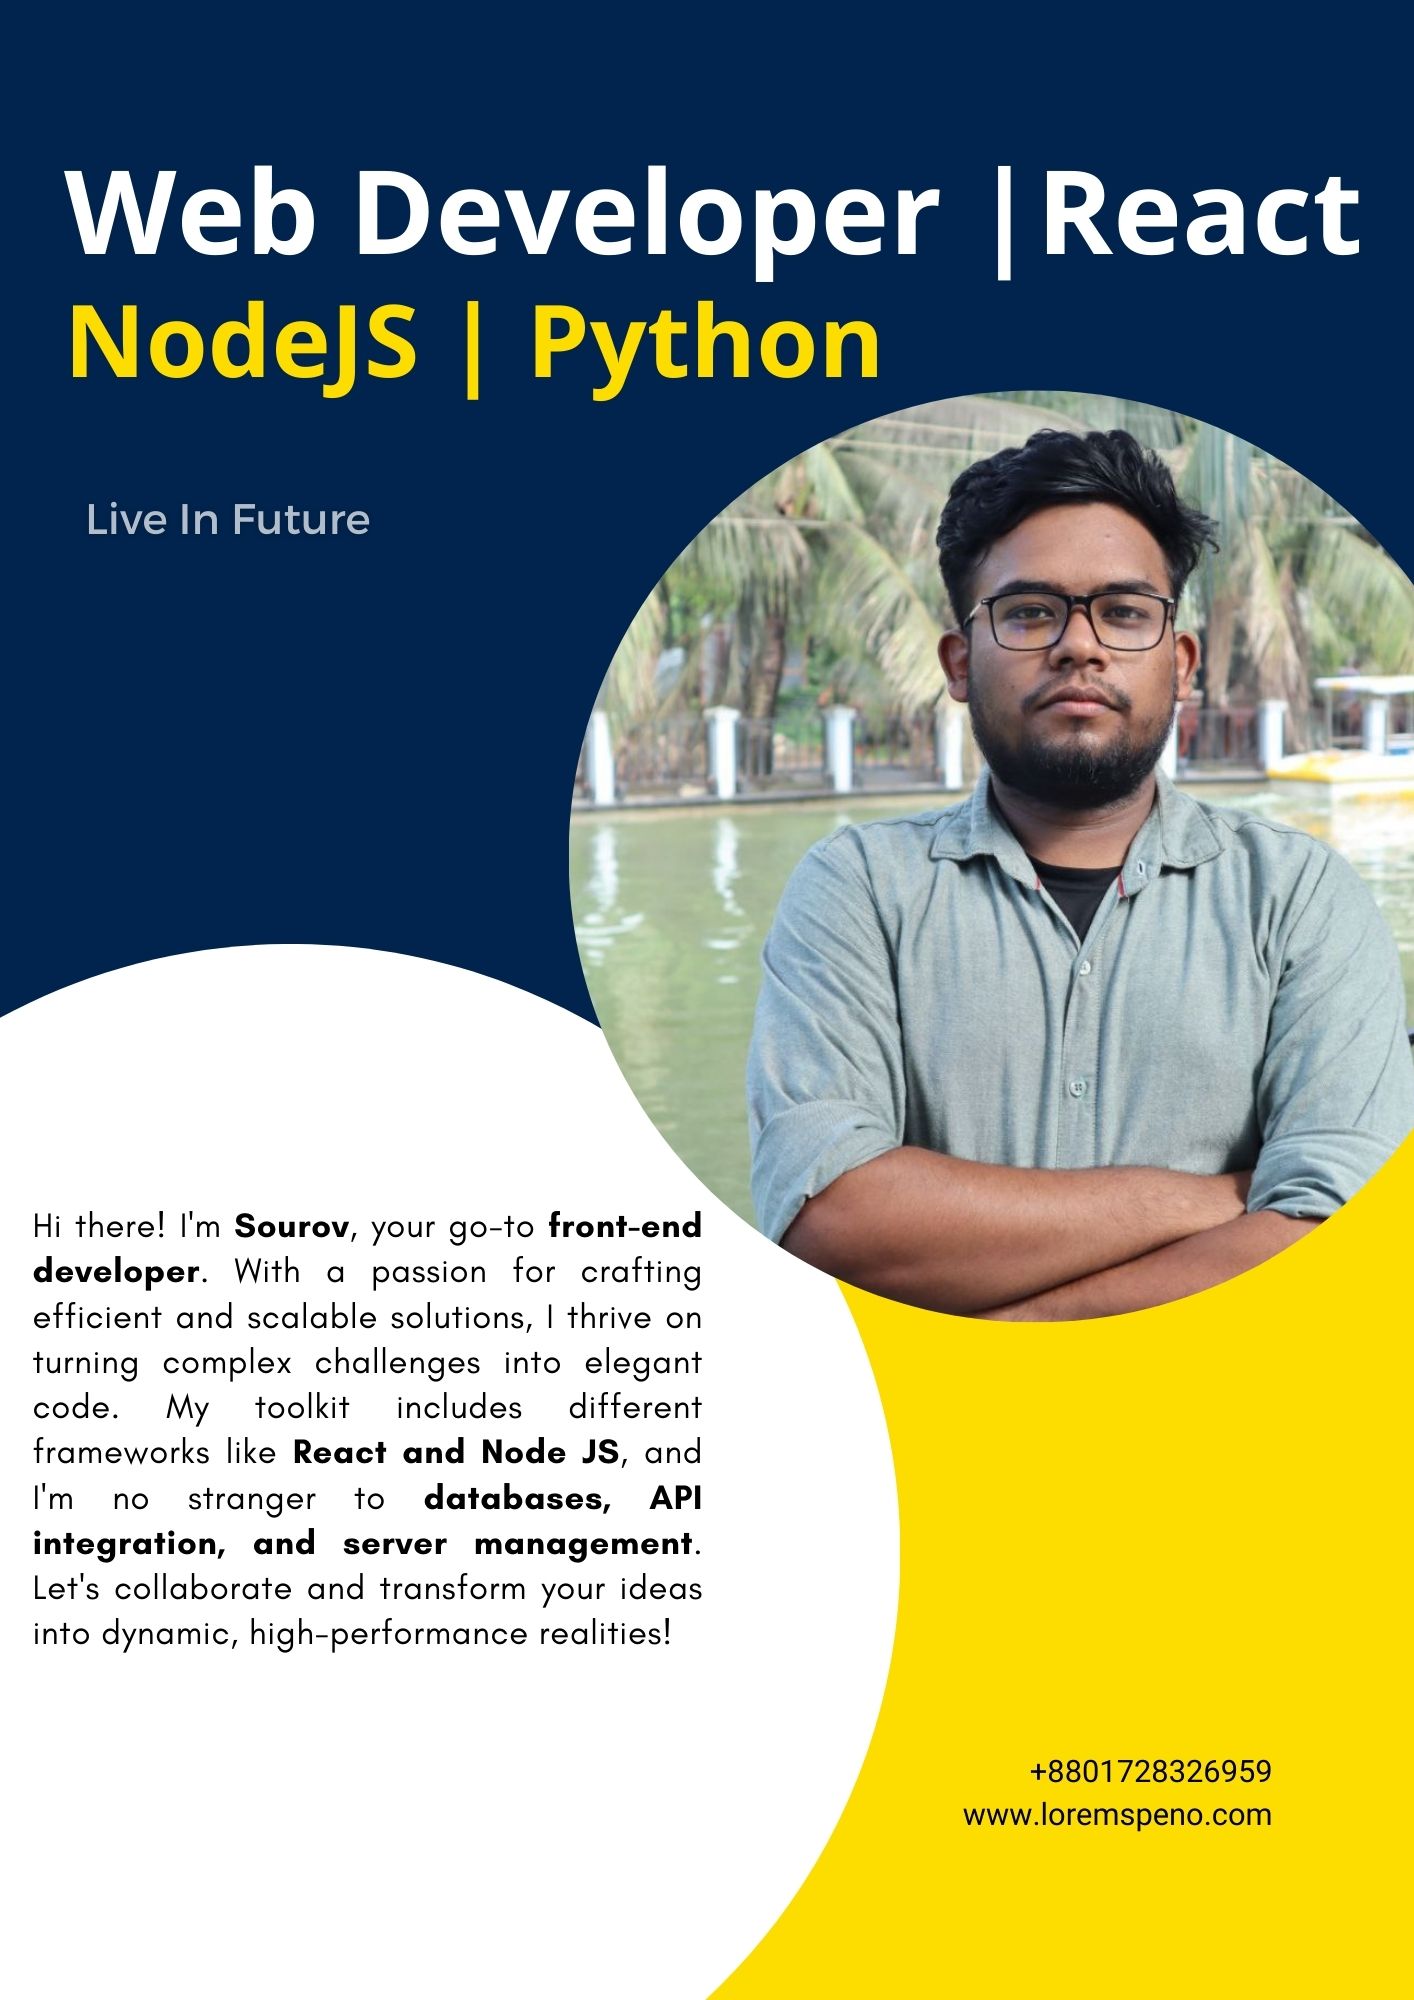 Web Developer |React
NodeJS | Python
Live In Future
Hi there! I'm Sourov, your go-to front-end
developer. With a passion for crafting
efficient and scalable solutions, I thrive on
turning complex challenges into elegant
code. My toolkit includes different
frameworks like React and Node JS, and
I'm no stranger to databases, API
integration, and server management.
Let's collaborate and transform your ideas
into dynamic, high-performance realities!
+8801728326959
www.loremspeno.com